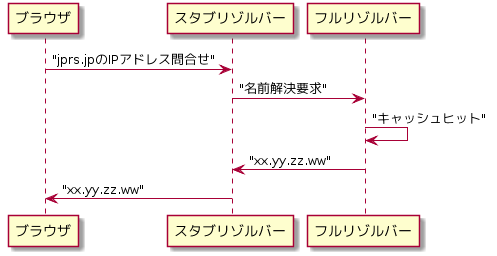 ブラウザ
スタブリゾルバー
フルリゾルバー
"jprs.jpのIPアドレス問合せ"
"名前解決要求"
"キャッシュヒット"
"xx.yy.zz.ww"
"xx.yy.zz.ww"
ブラウザ
スタブリゾルバー
フルリゾルバー